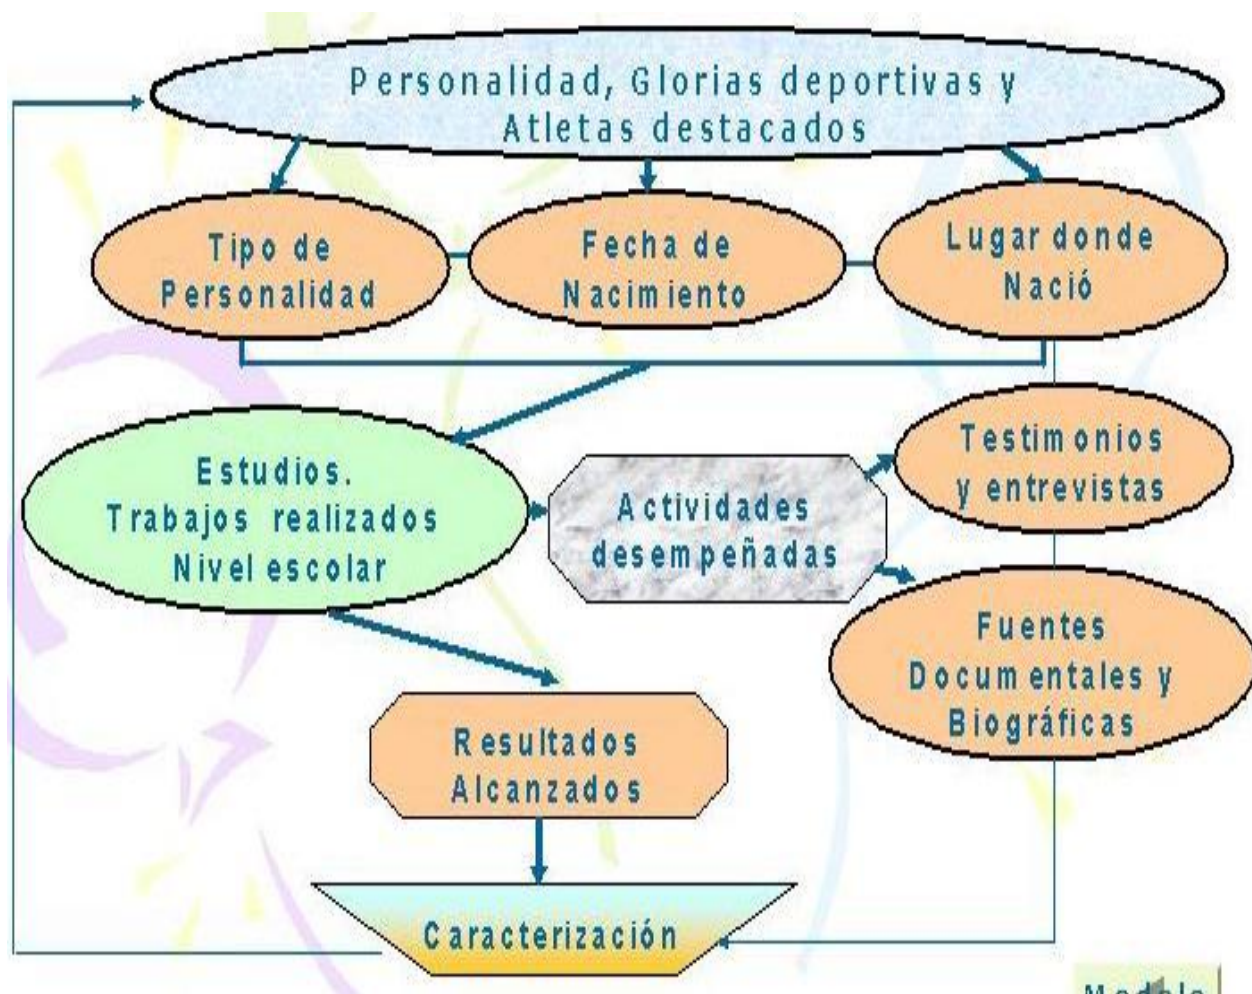 Personalidad, Glorias deportivas y
Atletas destacados
Tipo de
Personalidad
Fecha de
Nacimiento
Lugar donde
Nació
Estudios.
Trabajos realizados
Nivel escolar
Actividades
desempeñadas
Testimonios
y entrevistas
Fuentes
Documentales y
Biográficas
Resultados
Alcanzados
Caracterización